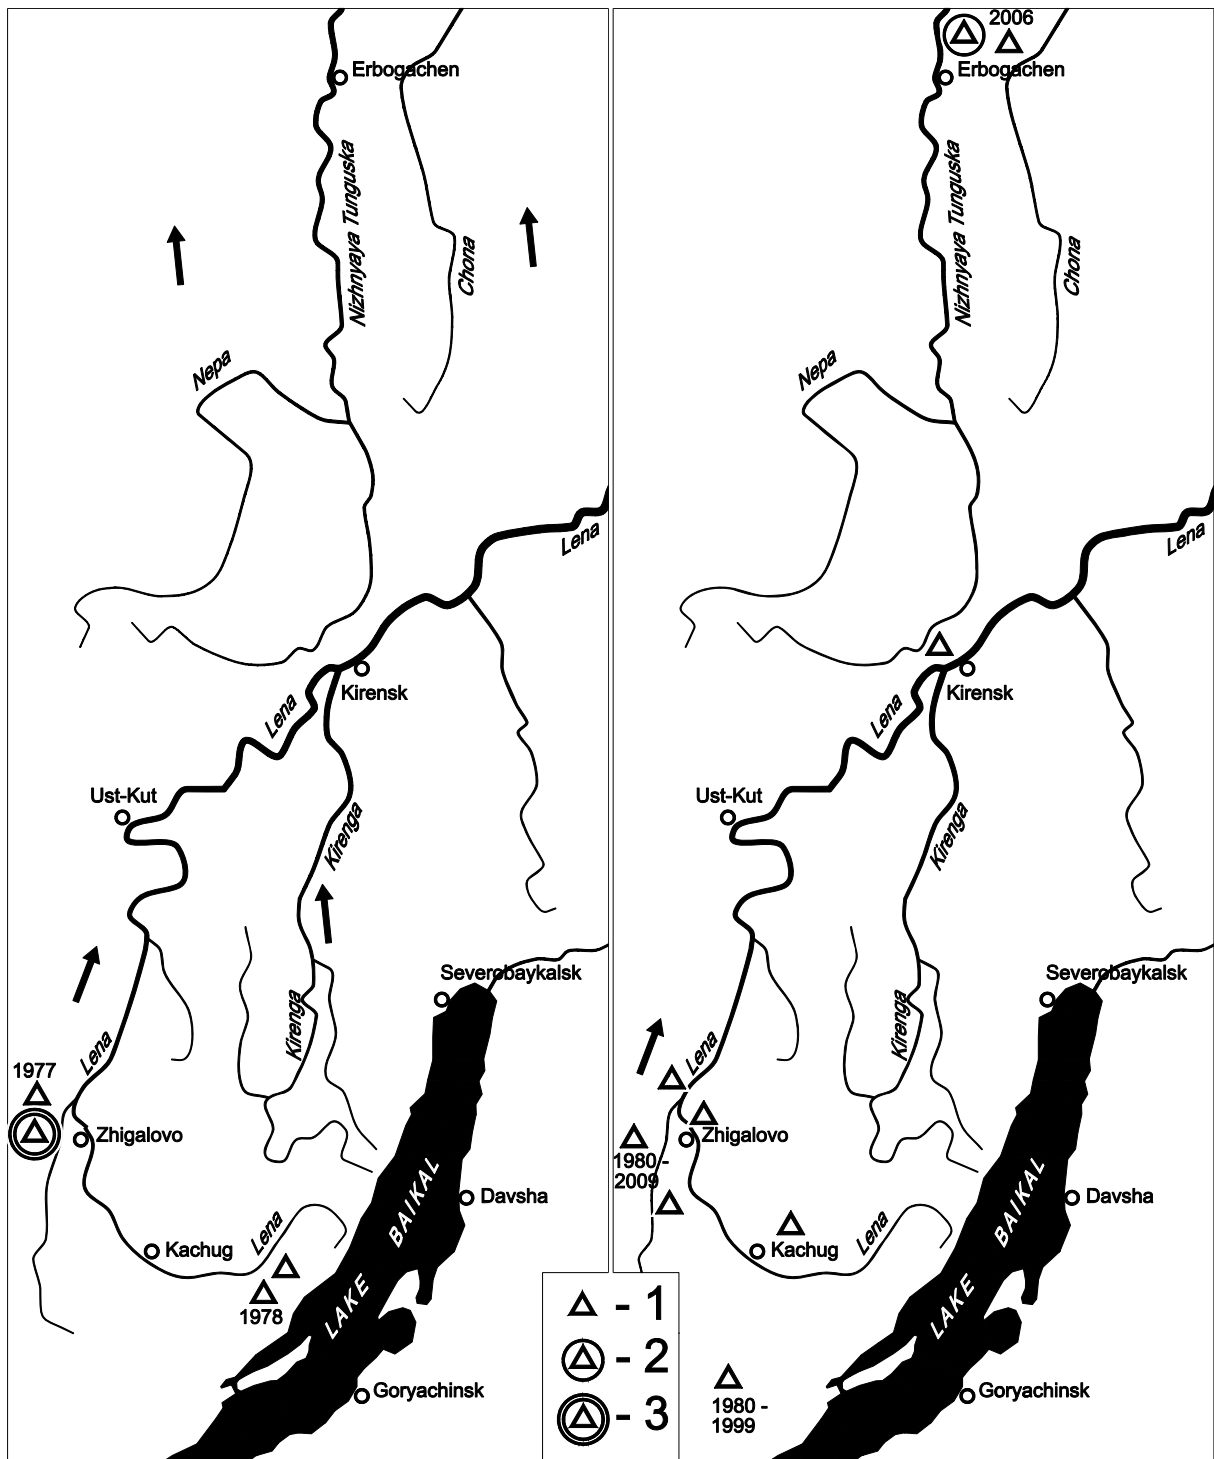 Erbogachen
Nizhnyaya Tunguska
Chona
Nepa
Lena
Kirensk
Lena
Ust-Kut
Kirenga
Severobaykalsk
Kirenga
Lena
1977
Zhigalovo
Davsha
Lena
Kachug
1978
LAKE BAIKAL
Goryachinsk
2006
Erbogachen
Nizhnyaya Tunguska
Chona
Nepa
Lena
Kirensk
Lena
Ust-Kut
Kirenga
Severobaykalsk
Kirenga
Lena
Zhigalovo
1980 -
2009
Davsha
Lena
Kachug
LAKE BAIKAL
Goryachinsk
1980 -
1999
- 1
- 2
- 3